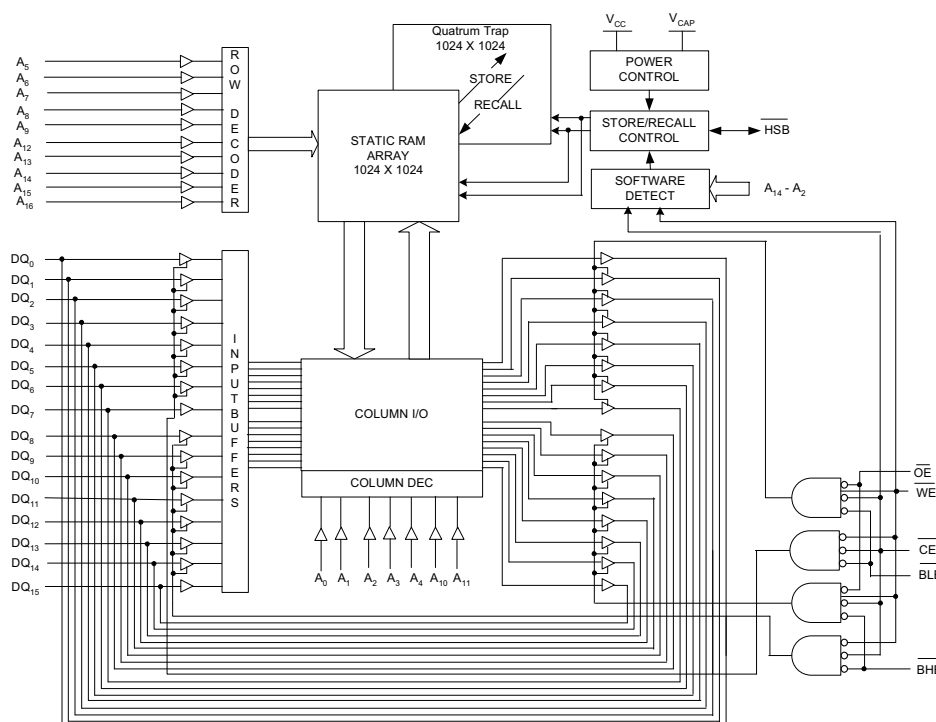 V CC
V CAP
Quatrum Trap
1024 X 1024
POWER
CONTROL
STORE
RECALL
STORE/RECALL
CONTROL
HSB
STATIC RAM
ARRAY
1024 X 1024
SOFTWARE
DETECT
A14 - A2
A5
A6
A7
A8
A9
A12
A13
A14
A15
A16
ROW DECODER
DQ0
DQ1
DQ2
DQ3
DQ4
DQ5
DQ6
DQ7
DQ8
DQ9
DQ10
DQ11
DQ12
DQ13
DQ14
DQ15
INPUTBUFFERS
COLUMN I/O
COLUMN DEC
A0 A1 A2 A3 A4 A10 A11
OE
WE
CE
BLE
BHE